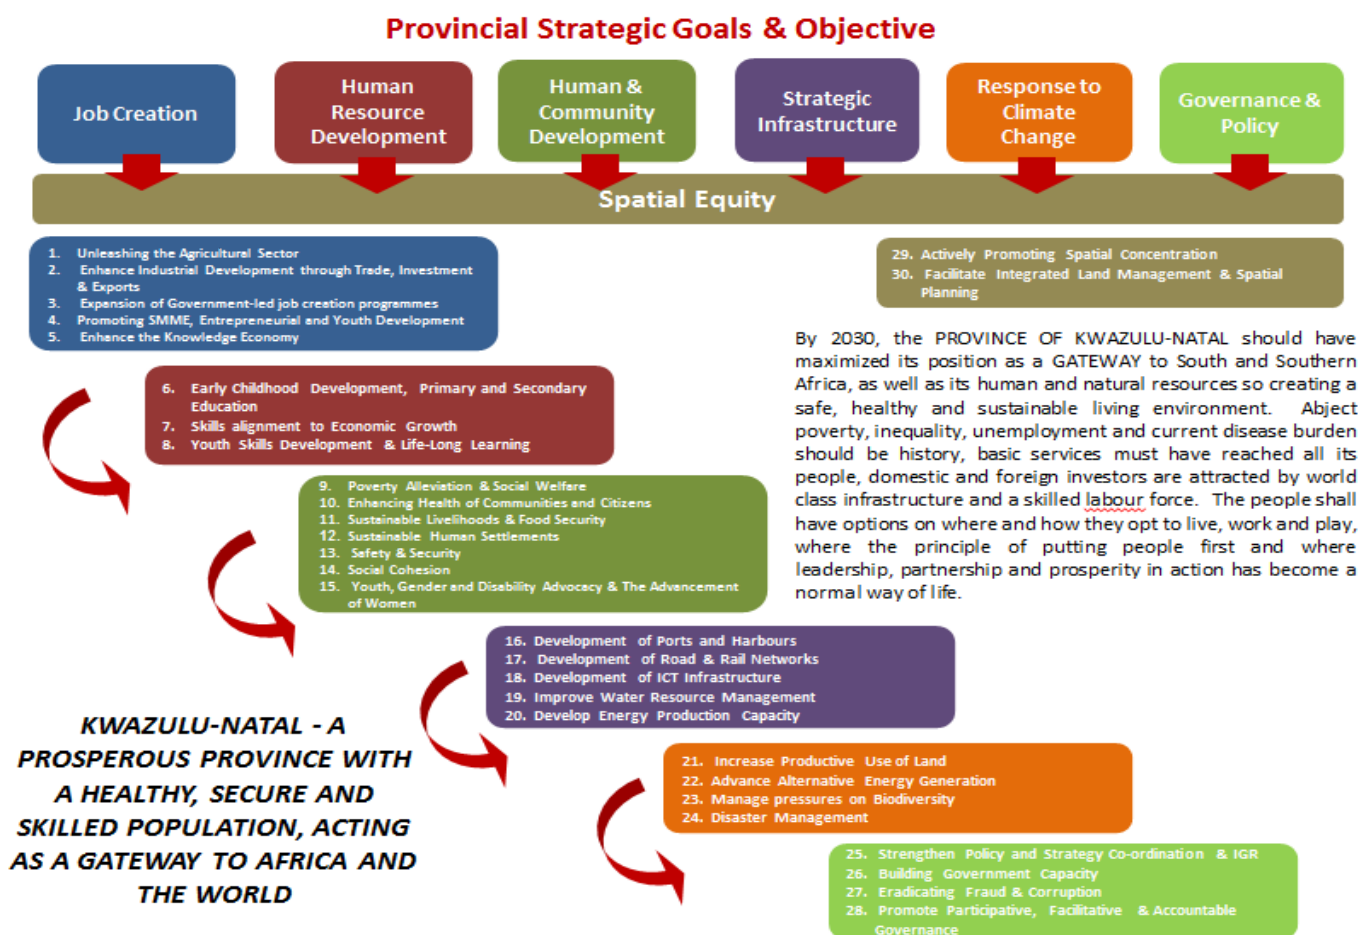 Provincial Strategic Goals & Objective
Job Creation
Human
Resource
Development
Human &
Community
Development
Strategic
Infrastructure
Response to
Climate
Change
Governance &
Policy
Spatial Equity
1. Unleashing the Agricultural Sector
2. Enhance Industrial Development through Trade, Investment
& Exports
3. Expansion of Government-led job creation programmes
4. Promoting SMME, Entrepreneurial and Youth Development
5. Enhance the Knowledge Economy
29. Actively Promoting Spatial Concentration
30. Facilitate Integrated Land Management & Spatial
Planning
6. Early Childhood Development, Primary and Secondary
Education
7. Skills alignment to Economic Growth
8. Youth Skills Development & Life-Long Learning
9. Poverty Alleviation & Social Welfare
10. Enhancing Health of Communities and Citizens
11. Sustainable Livelihoods & Food Security
12. Sustainable Human Settlements
13. Safety & Security
14. Social Cohesion
15. Youth, Gender and Disability Advocacy & The Advancement
of Women
By 2030, the PROVINCE OF KWAZULU-NATAL should have
maximized its position as a GATEWAY to South and Southern
Africa, as well as its human and natural resources so creating a
safe, healthy and sustainable living environment. Abject
poverty, inequality, unemployment and current disease burden
should be history, basic services must have reached all its
people, domestic and foreign investors are attracted by world
class infrastructure and a skilled labour force. The people shall
have options on where and how they opt to live, work and play,
where the principle of putting people first and where
leadership, partnership and prosperity in action has become a
normal way of life.
16. Development of Ports and Harbours
17. Development of Road & Rail Networks
18. Development of ICT Infrastructure
19. Improve Water Resource Management
20. Develop Energy Production Capacity
KWAZULU-NATAL - A
PROSPEROUS PROVINCE WITH
A HEALTHY, SECURE AND
SKILLED POPULATION, ACTING
AS A GATEWAY TO AFRICA AND
THE WORLD
21. Increase Productive Use of Land
22. Advance Alternative Energy Generation
23. Manage pressures on Biodiversity
24. Disaster Management
25. Strengthen Policy and Strategy Co-ordination & IGR
26. Building Government Capacity
27. Eradicating Fraud & Corruption
28. Promote Participative, Facilitative & Accountable
Governance